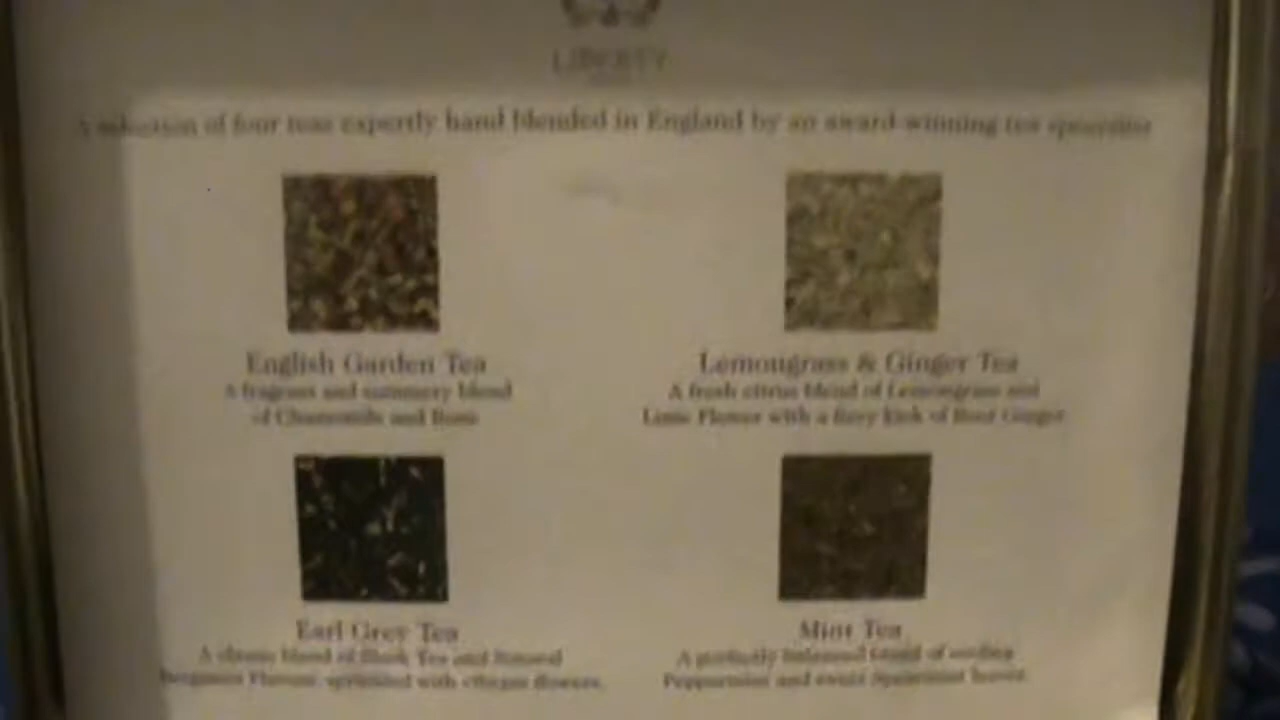 LIBERTY
A selection of four teas expertly hand blended in England by an award-winning tea specialist
English Garden Tea
A fragrant and summery blend
of Chamomile and Rose
Lemongrass & Ginger Tea
A fresh citrus blend of Lemongrass and
Lime Flavour with a fiery kick of Root Ginger
Earl Grey Tea
A classic blend of Black Tea and Natural
Bergamot Flavour, sprinkled with flowers.
Mint Tea
A perfectly balanced blend of cooling
Peppermint and sweet Spearmint leaves.